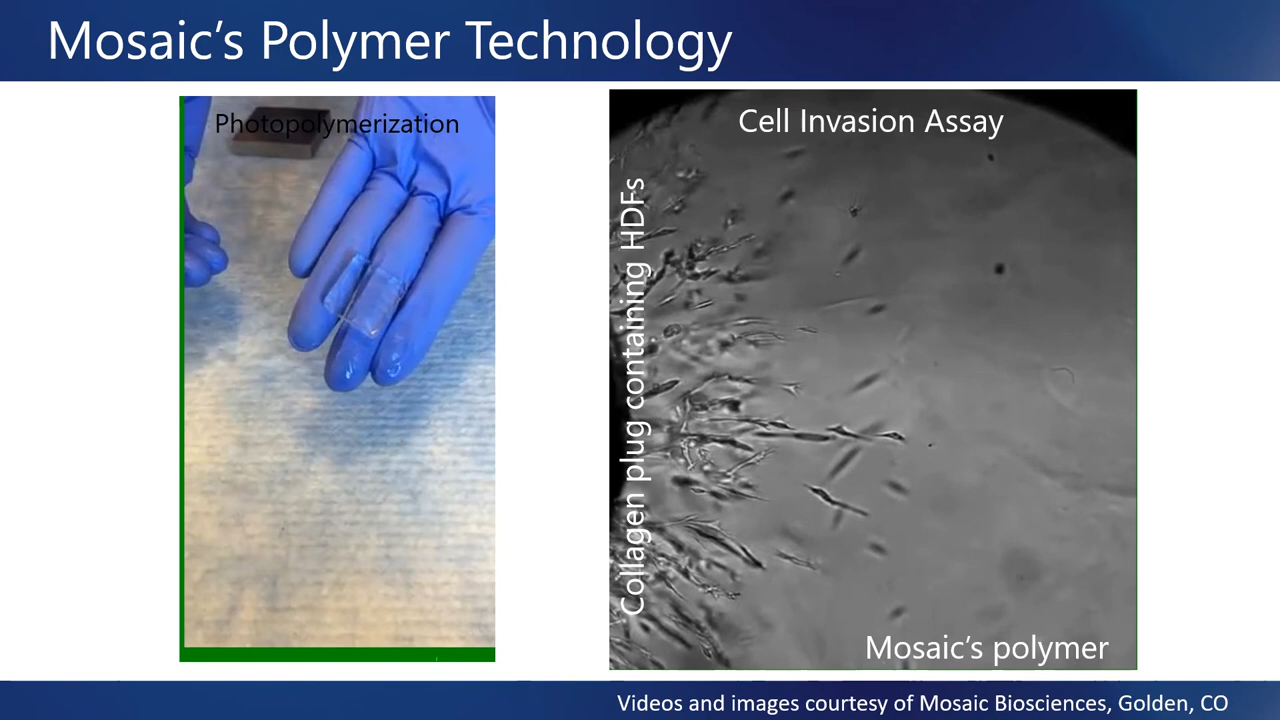 Mosaic’s Polymer Technology
Photopolymerization
Cell Invasion Assay
Collagen plug containing HDFs
Mosaic’s polymer
Videos and images courtesy of Mosaic Biosciences, Golden, CO